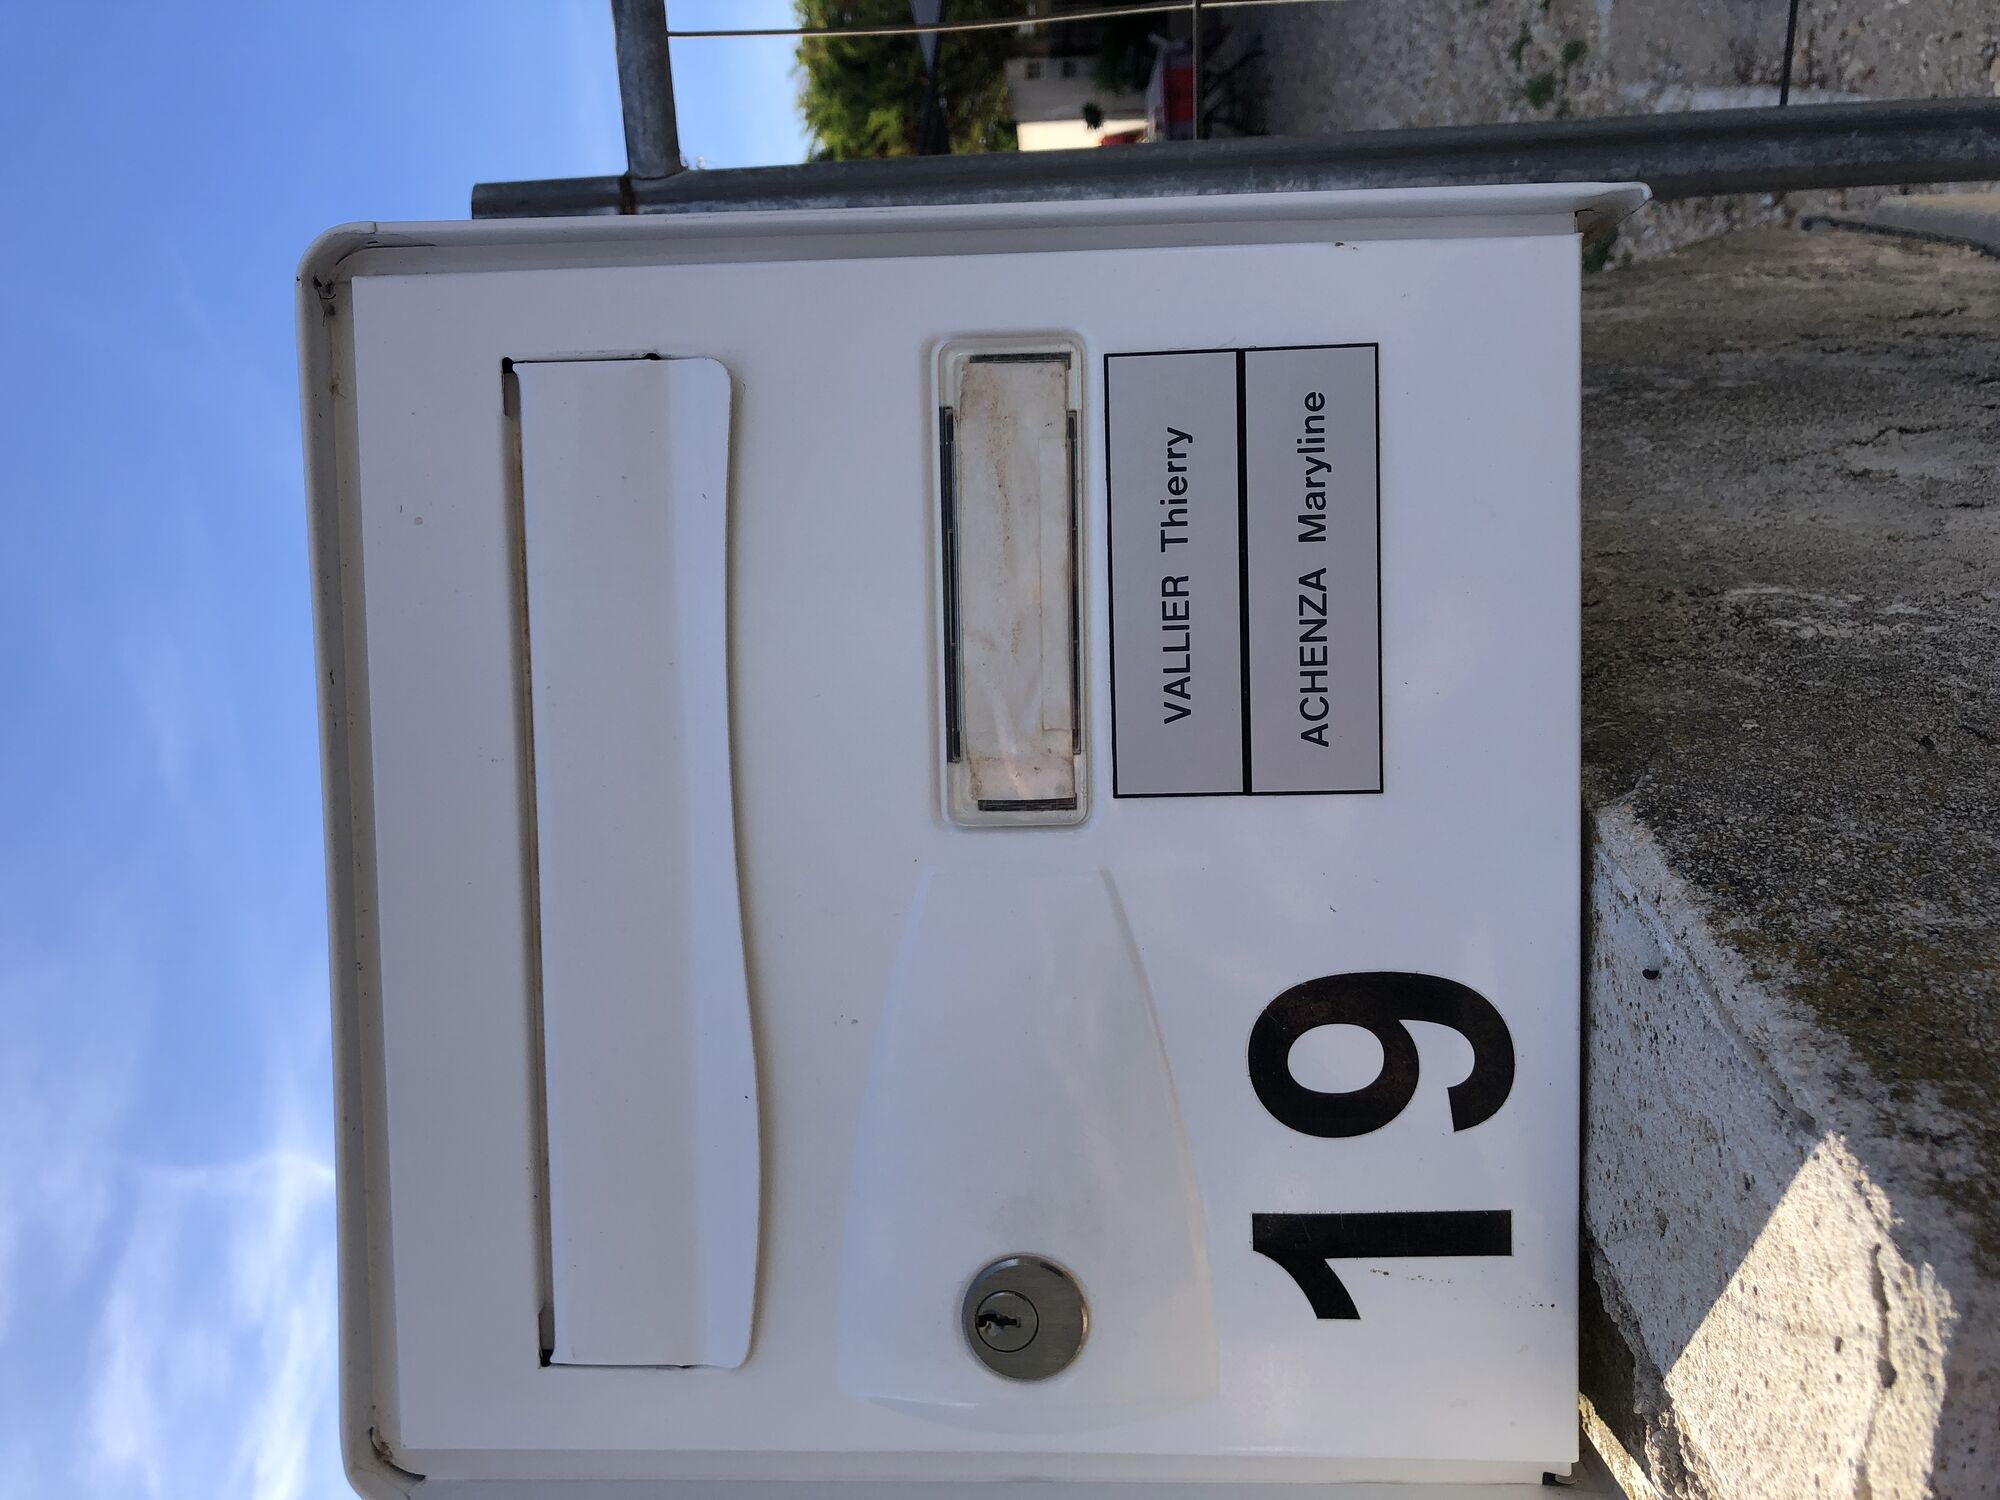 VALLIER Thierry
ACHENZA Maryline
19